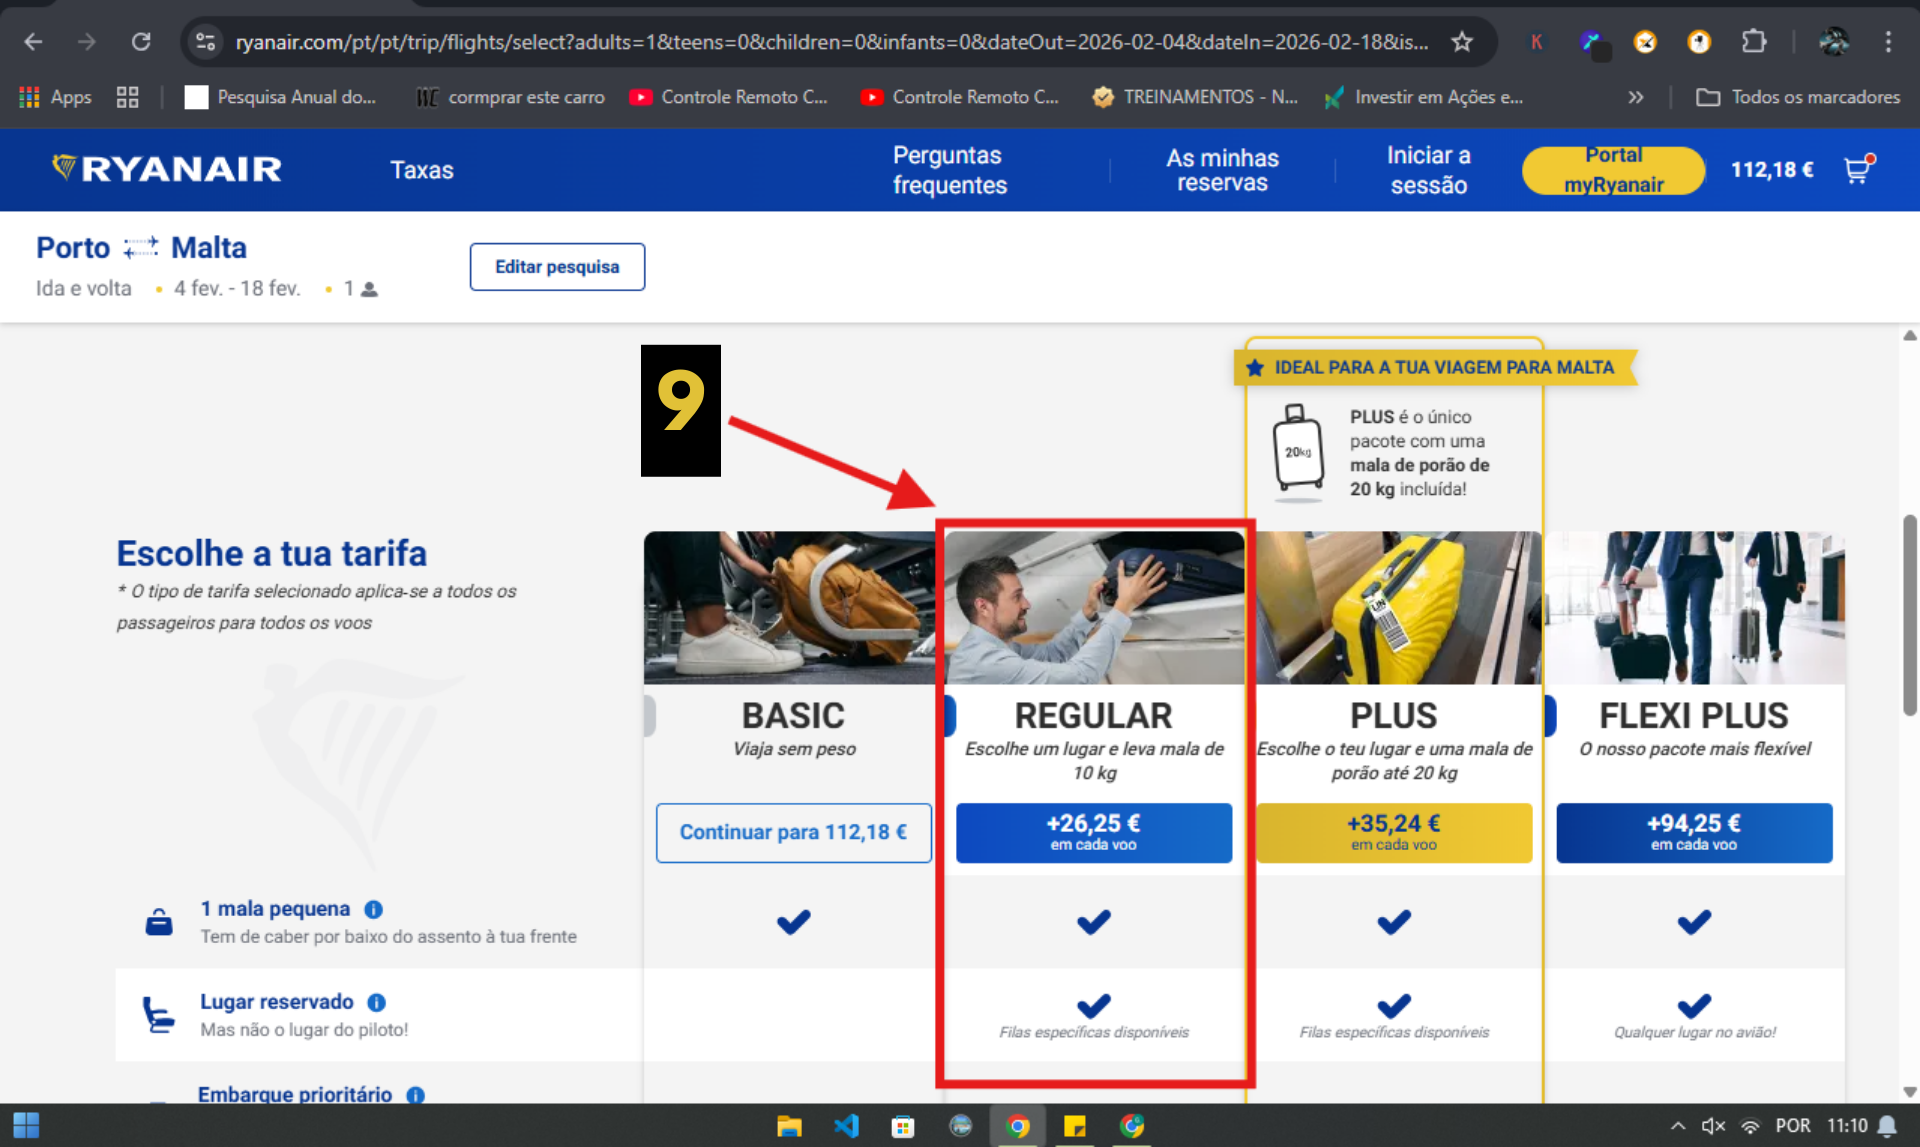 ryanair.com/pt/pt/trip/flights/select?adults=1&teens=0&children=0&infants=0&dateOut=2026-02-04&dateIn=2026-02-18&is...
K
Apps
Pesquisa Anual do...
cormprar este carro
Controle Remoto C...
Controle Remoto C...
TREINAMENTOS - N...
Investir em Ações e...
»
Todos os marcadores
RYANAIR
Taxas
Perguntas
frequentes
As minhas
reservas
Iniciar a
sessão
Portal
myRyanair
112,18 €
Porto
Malta
Ida e volta • 4 fev. - 18 fev. • 1
Editar pesquisa
9
IDEAL PARA A TUA VIAGEM PARA MALTA
20kg
PLUS é o único
pacote com uma
mala de porão de
20 kg incluída!
Escolhe a tua tarifa
* O tipo de tarifa selecionado aplica-se a todos os
passageiros para todos os voos
BASIC
Viaja sem peso
Continuar para 112,18 €
REGULAR
Escolhe um lugar e leva mala de
10 kg
+26,25 €
em cada voo
PLUS
Escolhe o teu lugar e uma mala de
porão até 20 kg
+35,24 €
em cada voo
FLEXI PLUS
O nosso pacote mais flexível
+94,25 €
em cada voo
1 mala pequena
Tem de caber por baixo do assento à tua frente
Lugar reservado
Mas não o lugar do piloto!
Filas específicas disponíveis
Filas específicas disponíveis
Qualquer lugar no avião!
Embarque prioritário
POR
11:10